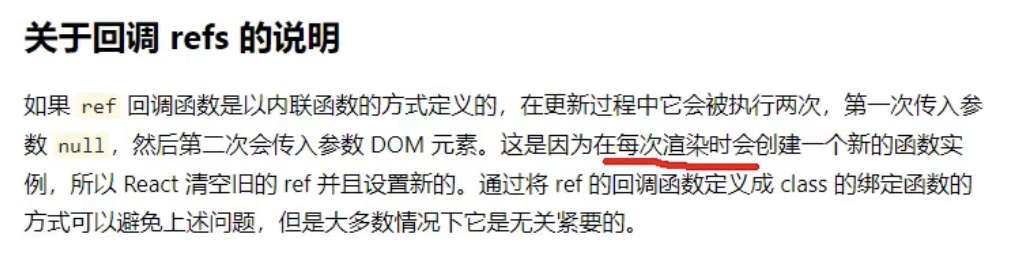 关于回调 refs 的说明
如果 ref 回调函数是以内联函数的方式定义的，在更新过程中它会被执行两次，第一次传入参
数 null，然后第二次会传入参数 DOM 元素。这是因为在每次渲染时会创建一个新的函数实
例，所以 React 清空旧的 ref 并且设置新的。通过将 ref 的回调函数定义成 class 的绑定函数的
方式可以避免上述问题，但是大多数情况下它是无关紧要的。